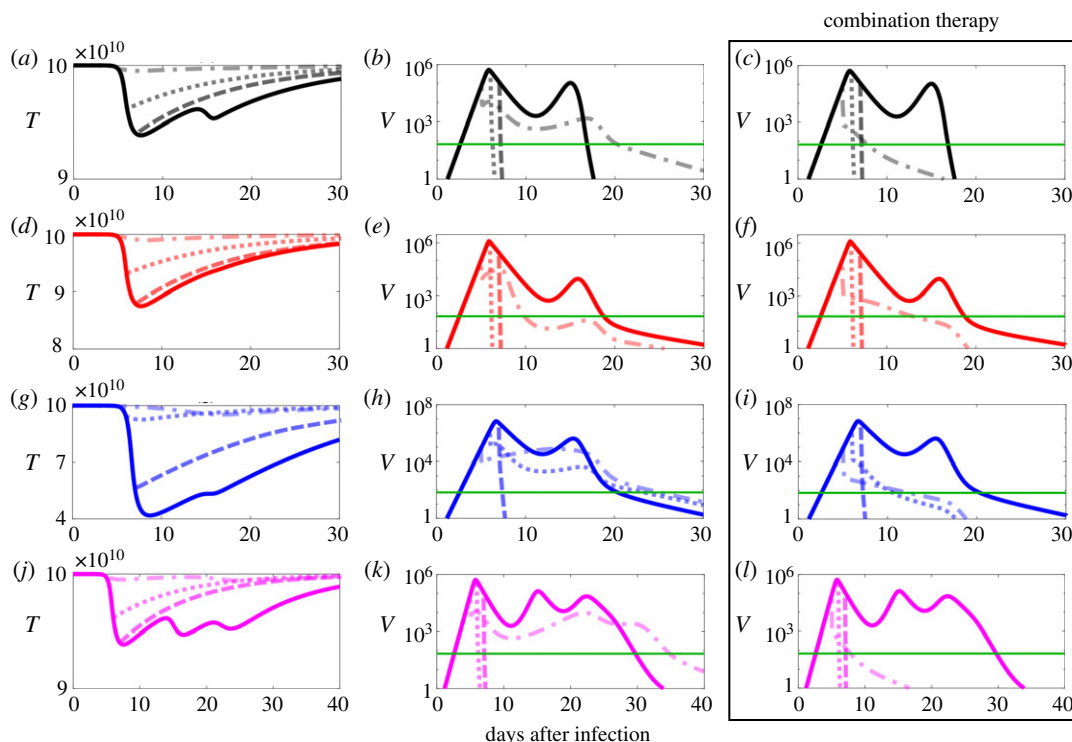 combination therapy
(a) ×10^10 (b) (c)
10 10^6 10^6
T V V
10^3 10^3
9 1 1
0 10 20 30 0 10 20 30 0 10 20 30
(d) ×10^10 (e) (f)
10 10^6 10^6
T 9 V 10^3 V 10^3
8 1 1
0 10 20 30 0 10 20 30 0 10 20 30
(g) ×10^10 (h) (i)
10 10^8 10^8
T 7 V 10^4 V 10^4
4 1 1
0 10 20 30 40 0 10 20 30 40 0 10 20 30
(j) ×10^10 (k) (l)
10 10^6 10^6
T V V
10^3 10^3
9 1 1
0 10 20 30 40 0 10 20 30 40 0 10 20 30 40
days after infection